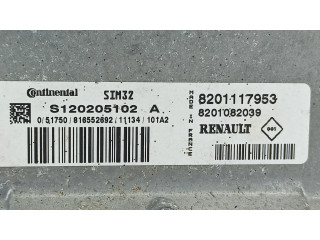 Continental SIM32
S120205102 A
0/51750/816552692/11134/101A2
MADE IN FRANCE
8201117953
8201082039
RENAULT